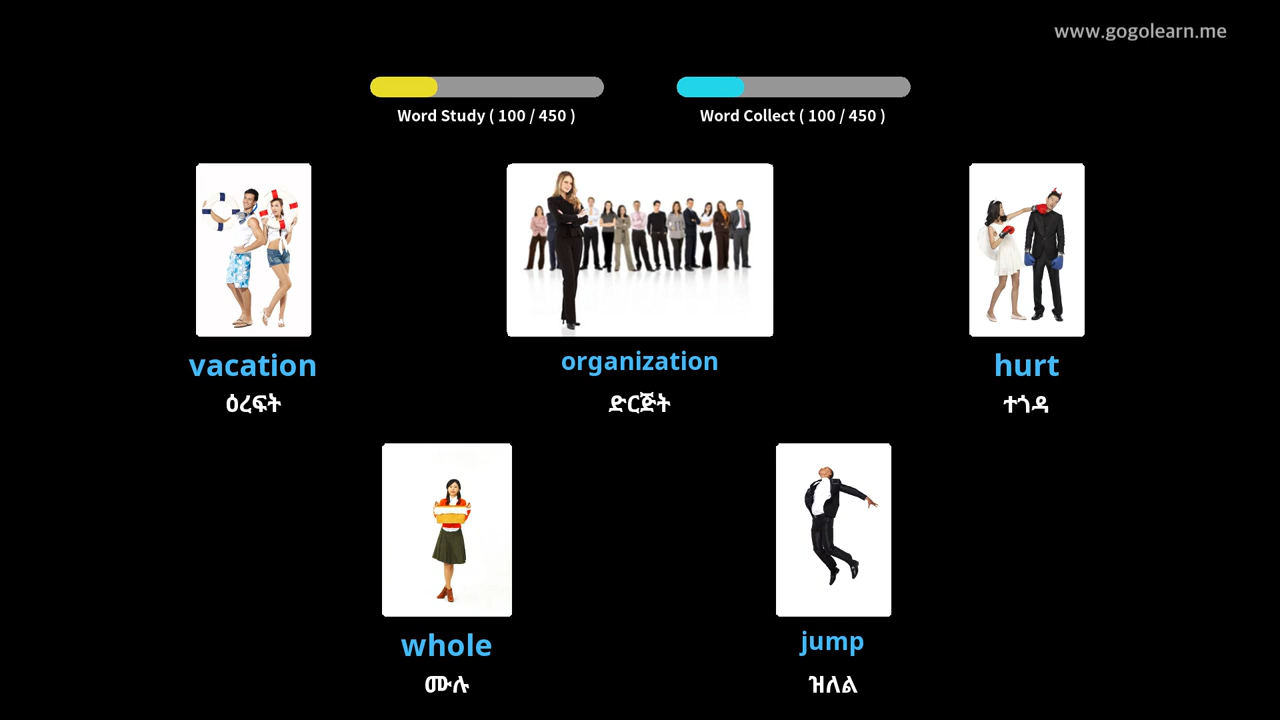 www.gogolearn.me
Word Study ( 100 / 450 )
Word Collect ( 100 / 450 )
vacation
ዕረፍት
organization
ድርጅት
hurt
ተጎዳ
whole
ሙሉ
jump
ዝለል